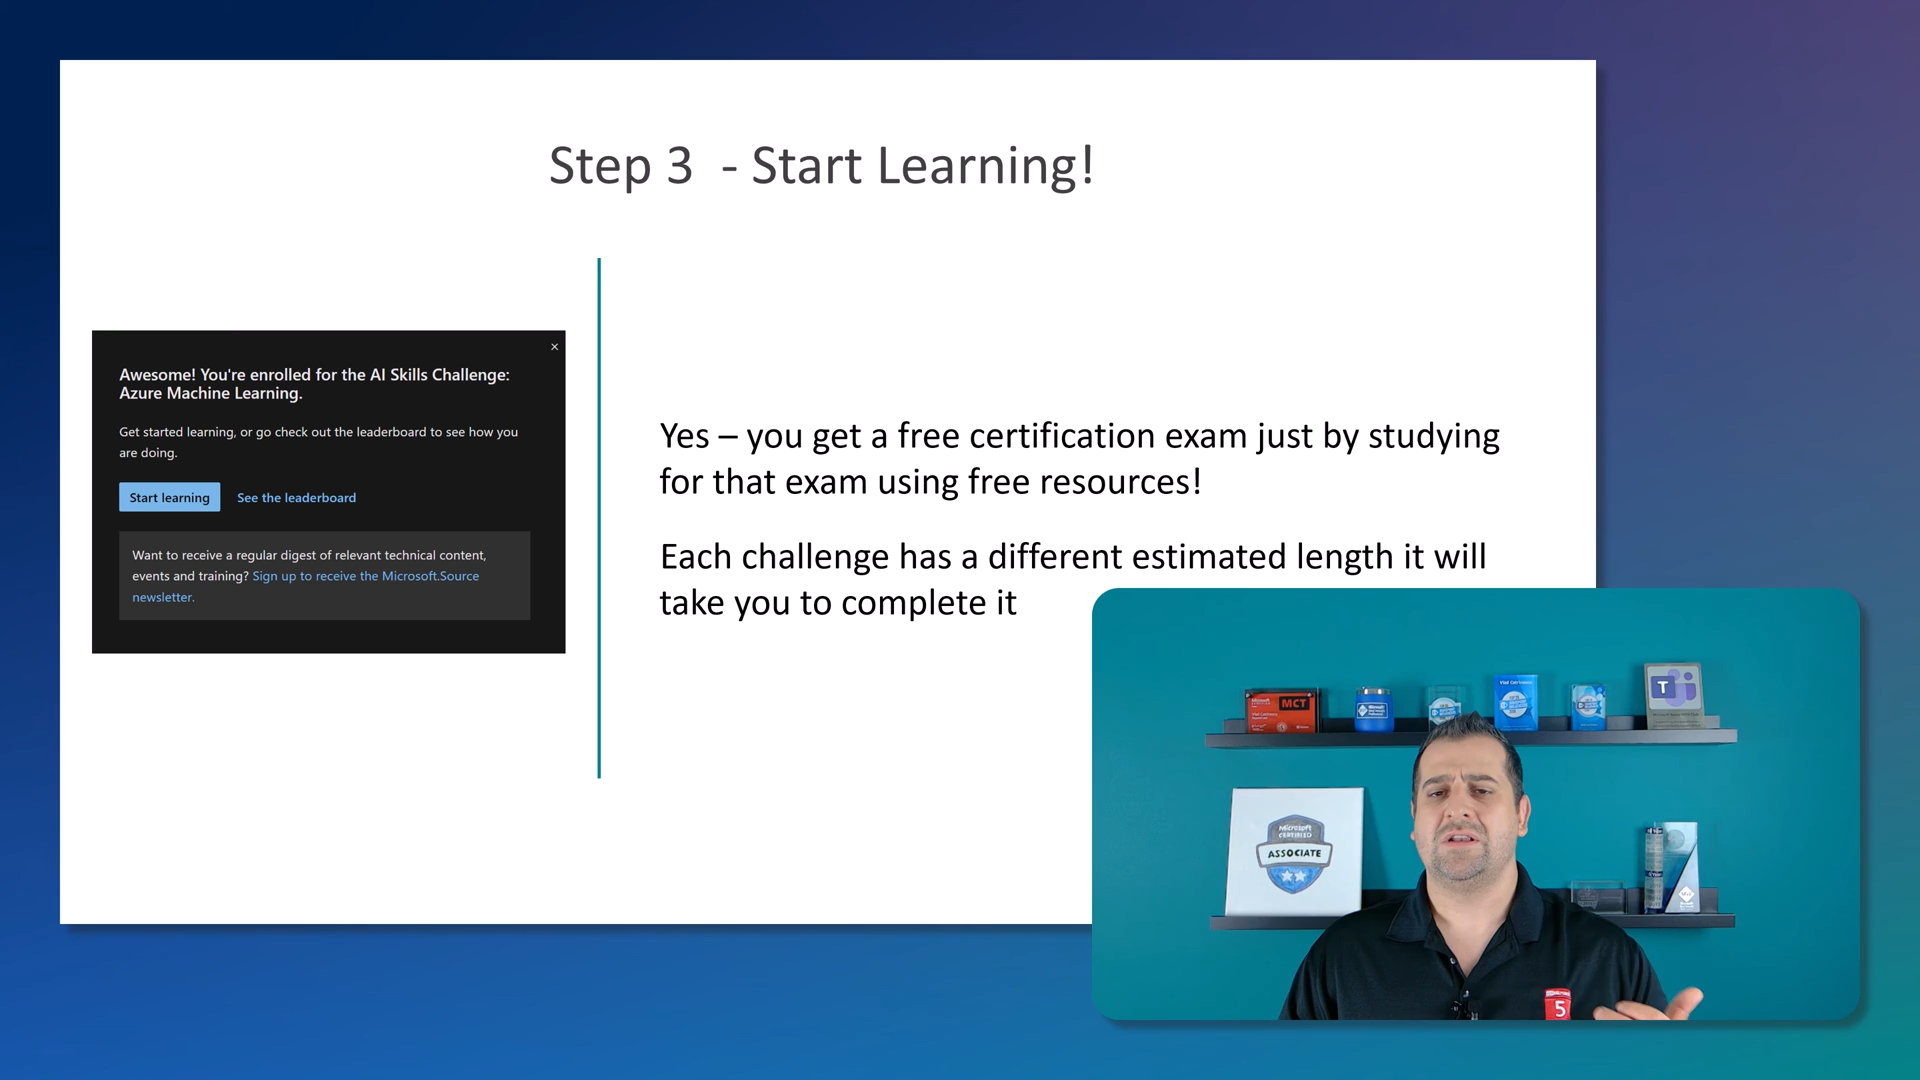 Step 3  - Start Learning!
×
Awesome! You're enrolled for the AI Skills Challenge:
Azure Machine Learning.
Get started learning, or go check out the leaderboard to see how you
are doing.
Start learning
See the leaderboard
Want to receive a regular digest of relevant technical content,
events and training? Sign up to receive the Microsoft.Source
newsletter.
Yes – you get a free certification exam just by studying
for that exam using free resources!
Each challenge has a different estimated length it will
take you to complete it
MCT
T
Microsoft
CERTIFIED
ASSOCIATE
5